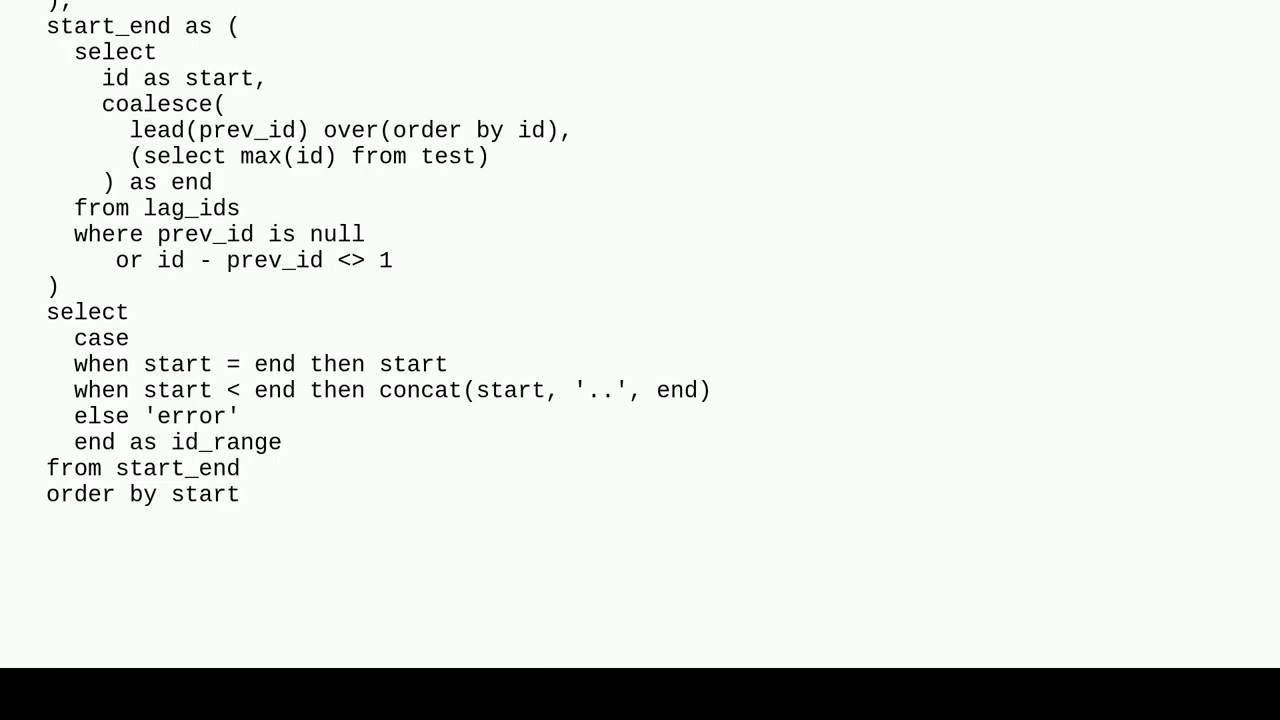 ),
start_end as (
  select
    id as start,
    coalesce(
      lead(prev_id) over(order by id),
      (select max(id) from test)
    ) as end
  from lag_ids
  where prev_id is null
     or id - prev_id <> 1
)
select
  case
  when start = end then start
  when start < end then concat(start, '..', end)
  else 'error'
  end as id_range
from start_end
order by start